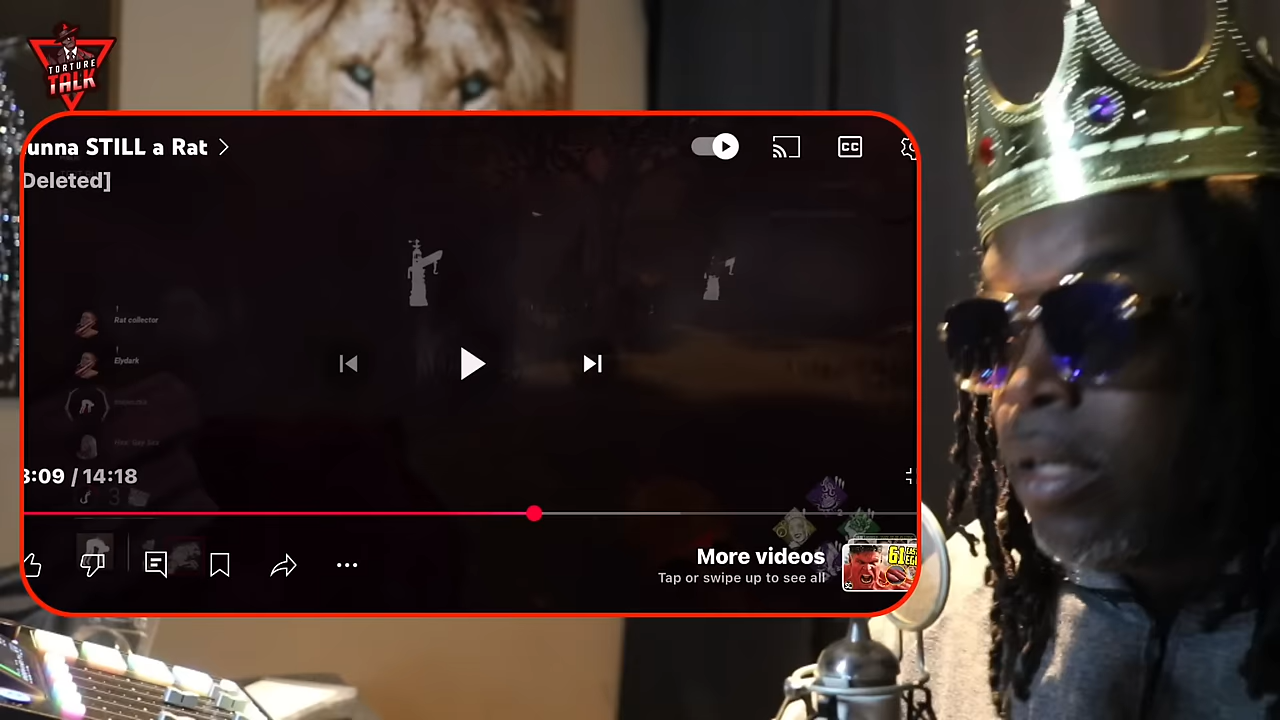 TORTURE
TALK
unna STILL a Rat
CC
Deleted]
!
Rat collector
!
Elydark
:09 / 14:18
3
More videos
Tap or swipe up to see all
61